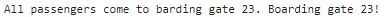 All passengers come to barding gate 23. Boarding gate 23!